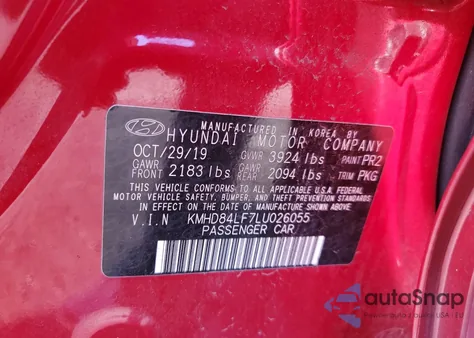 MANUFACTURED IN KOREA BY
HYUNDAI MOTOR COMPANY
OCT/29/19 GVWR 3924 lbs PAINT PR2
GAWR FRONT 2183 lbs GAWR REAR 2094 lbs TRIM PKG
THIS VEHICLE CONFORMS TO ALL APPLICABLE U.S. FEDERAL
MOTOR VEHICLE SAFETY, BUMPER, AND THEFT PREVENTION STANDARDS
IN EFFECT ON THE DATE OF MANUFACTURE SHOWN ABOVE.
V.I.N KMHD84LF7LU026055
PASSENGER CAR
autoSnap